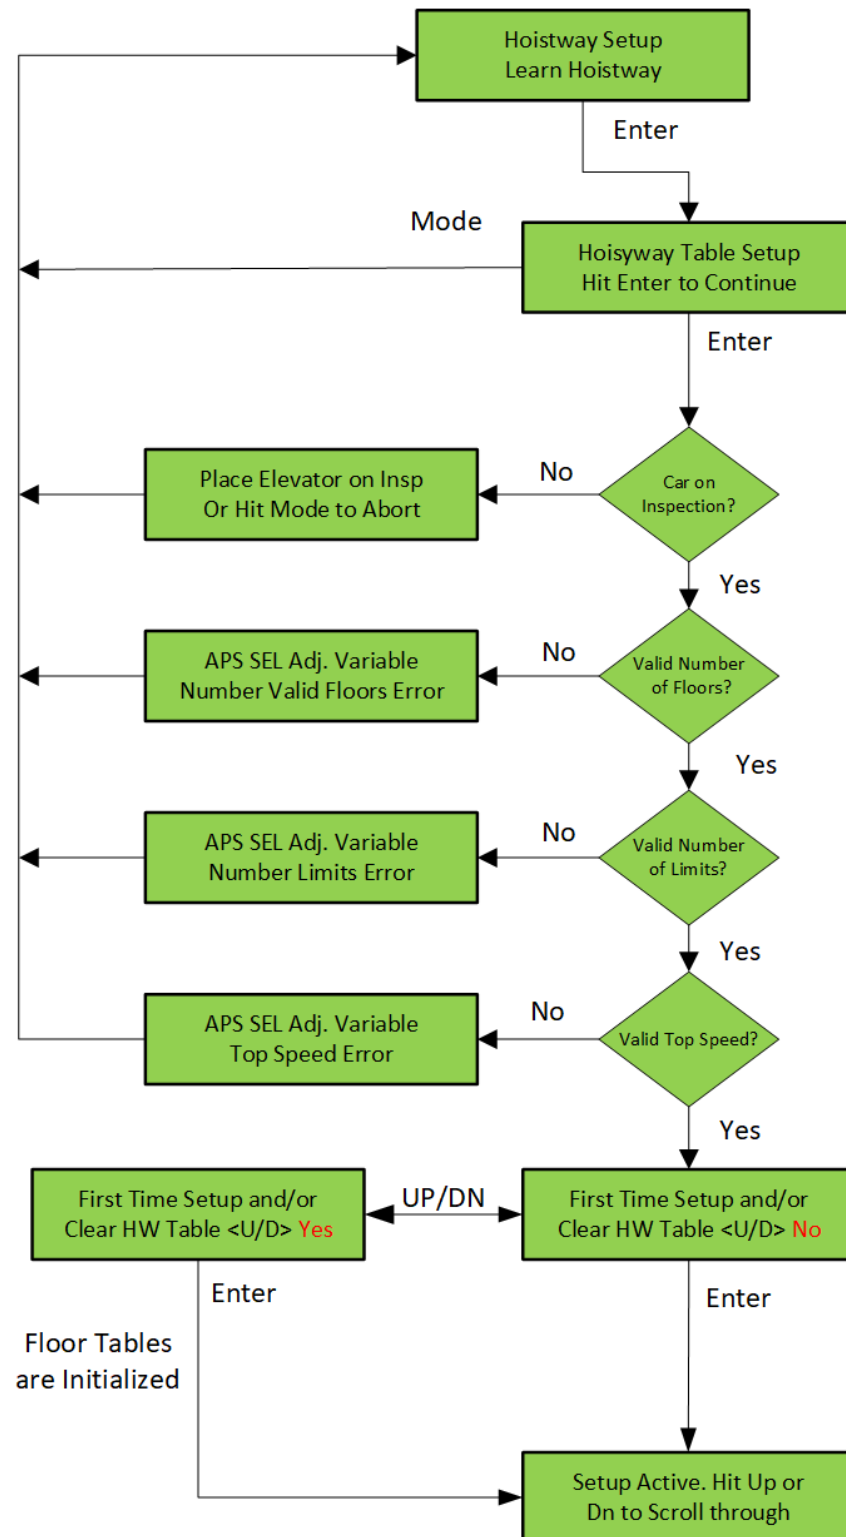 Hoistway Setup
Learn Hoistway
Enter
Mode
Hoisyway Table Setup
Hit Enter to Continue
Enter
Place Elevator on Insp
Or Hit Mode to Abort
No
Car on
Inspection?
Yes
APS SEL Adj. Variable
Number Valid Floors Error
No
Valid Number
of Floors?
Yes
APS SEL Adj. Variable
Number Limits Error
No
Valid Number
of Limits?
Yes
APS SEL Adj. Variable
Top Speed Error
No
Valid Top Speed?
Yes
First Time Setup and/or
Clear HW Table <U/D> Yes
UP/DN
First Time Setup and/or
Clear HW Table <U/D> No
Enter
Enter
Floor Tables
are Initialized
Setup Active. Hit Up or
Dn to Scroll through